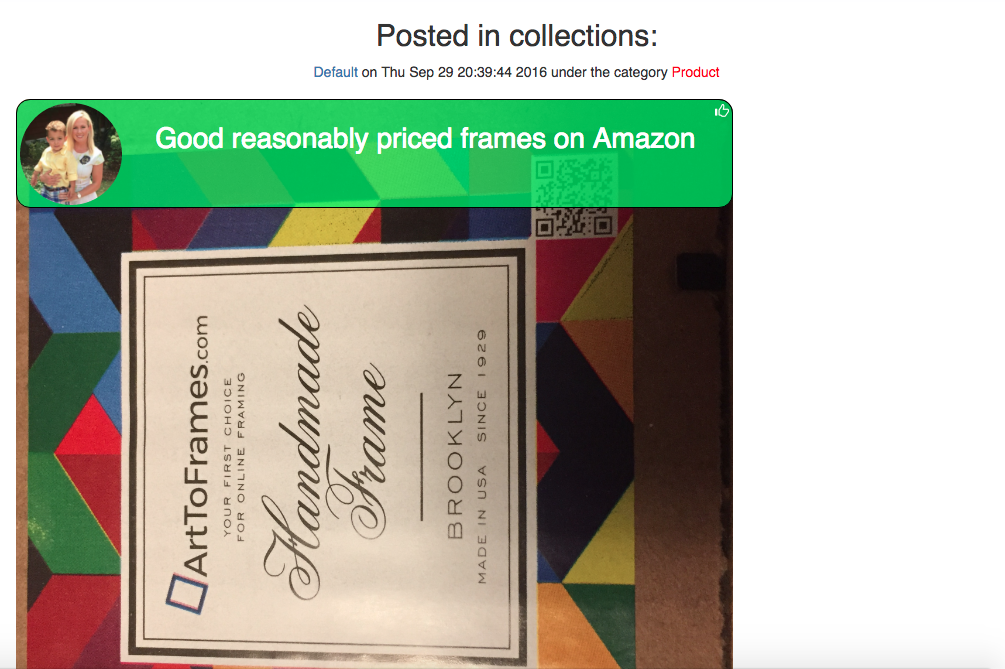 Posted in collections:
Default on Thu Sep 29 20:39:44 2016 under the category Product
Good reasonably priced frames on Amazon
ArtToFrames.com
YOUR FIRST CHOICE
FOR ONLINE FRAMING
Handmade
Frame
BROOKLYN
MADE IN USA SINCE 1929